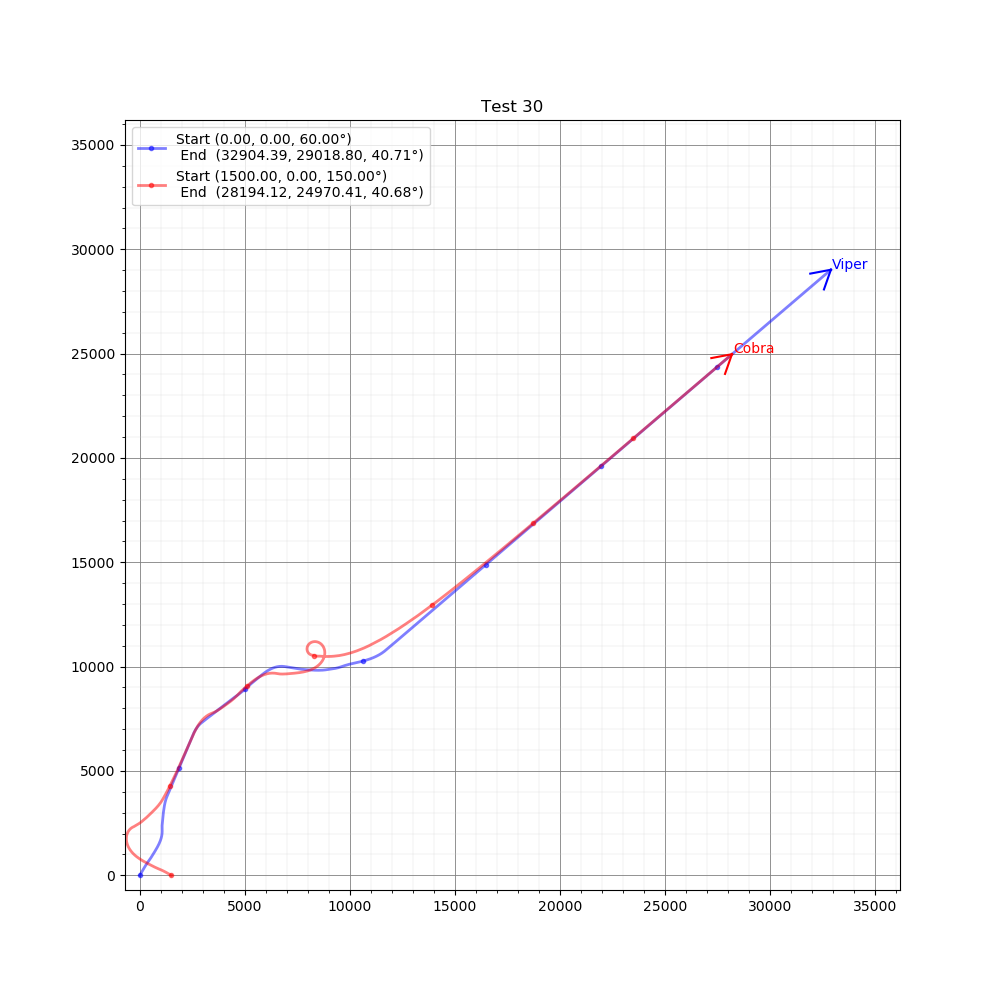 Test 30
Start (0.00, 0.00, 60.00°)
End (32904.39, 29018.80, 40.71°)
Start (1500.00, 0.00, 150.00°)
End (28194.12, 24970.41, 40.68°)
35000
30000
Viper
25000
Cobra
20000
15000
10000
5000
0
0 5000 10000 15000 20000 25000 30000 35000